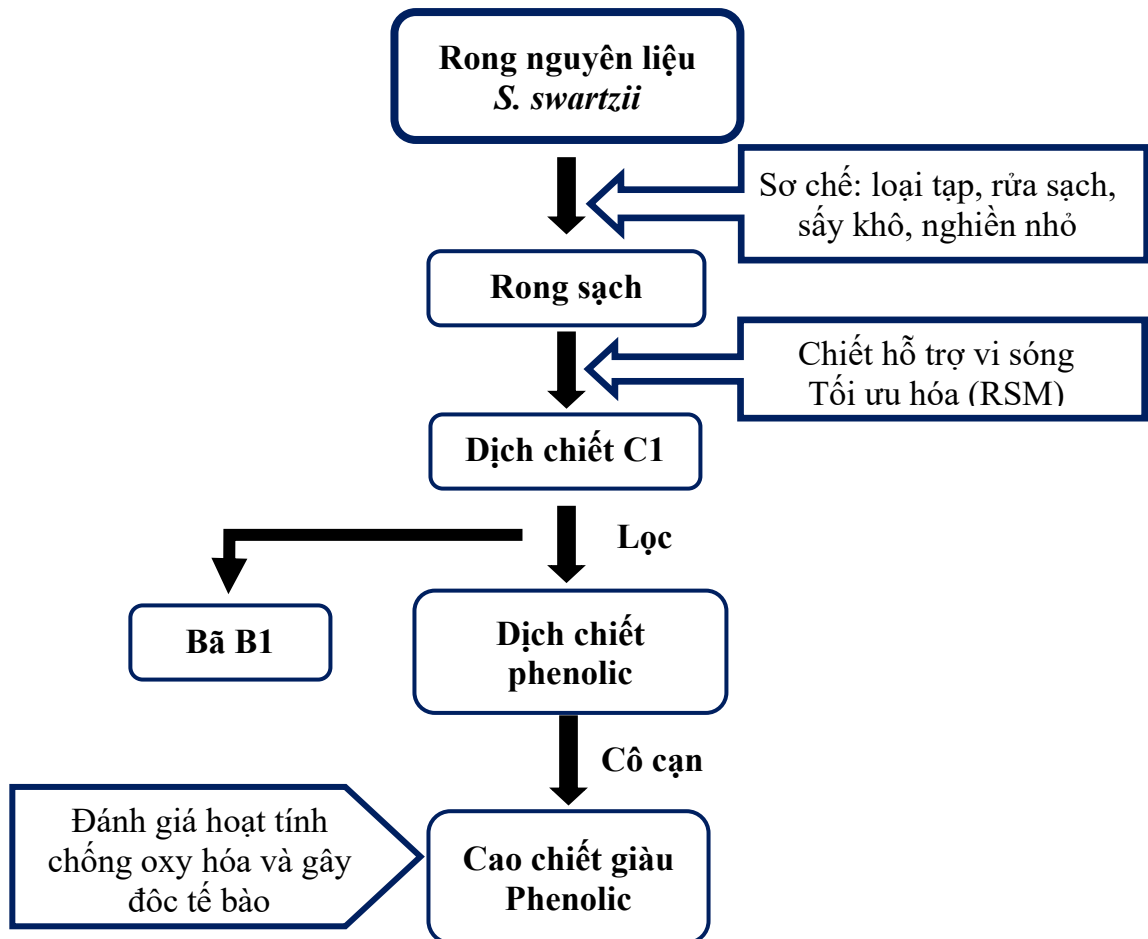 Rong nguyên liệu
S. swartzii
Sơ chế: loại tạp, rửa sạch,
sấy khô, nghiền nhỏ
Rong sạch
Chiết hỗ trợ vi sóng
Tối ưu hóa (RSM)
Dịch chiết C1
Lọc
Bã B1
Dịch chiết
phenolic
Cô cạn
Đánh giá hoạt tính
chống oxy hóa và gây
đôc tế bào
Cao chiết giàu
Phenolic